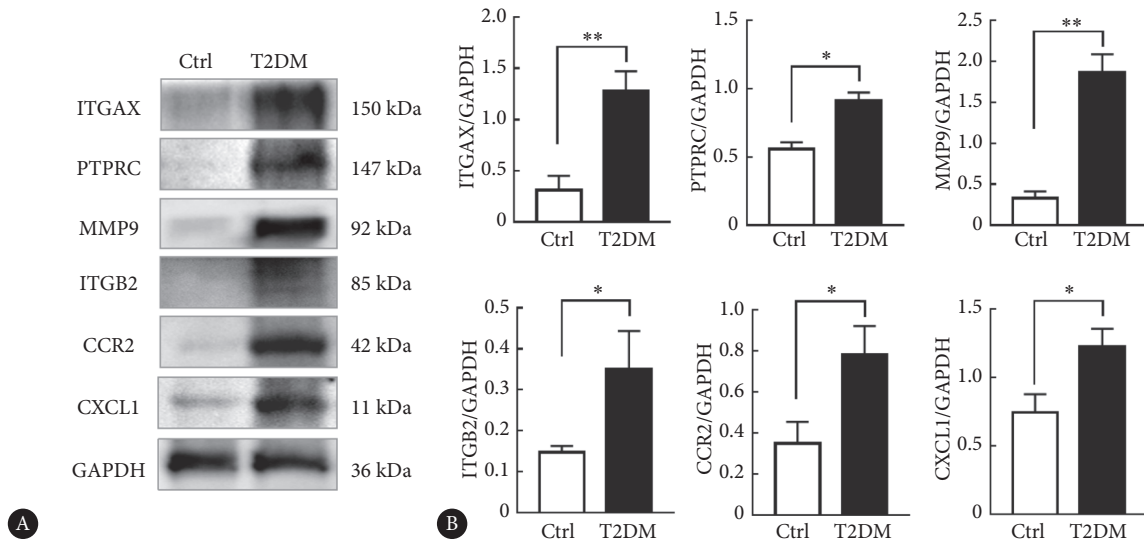 Ctrl T2DM
ITGAX 150 kDa
PTPRC 147 kDa
MMP9 92 kDa
ITGB2 85 kDa
CCR2 42 kDa
CXCL1 11 kDa
GAPDH 36 kDa
A
ITGAX/GAPDH
2.0
1.5
1.0
0.5
0
**
Ctrl T2DM
PTPRC/GAPDH
1.5
1.0
0.5
0
*
Ctrl T2DM
MMP9/GAPDH
2.5
2.0
1.5
1.0
0.5
0
**
Ctrl T2DM
ITGB2/GAPDH
0.5
0.4
0.3
0.2
0.1
0
*
Ctrl T2DM
CCR2/GAPDH
1.0
0.8
0.6
0.4
0.2
0
*
Ctrl T2DM
CXCL1/GAPDH
1.5
1.0
0.5
0
*
Ctrl T2DM
B